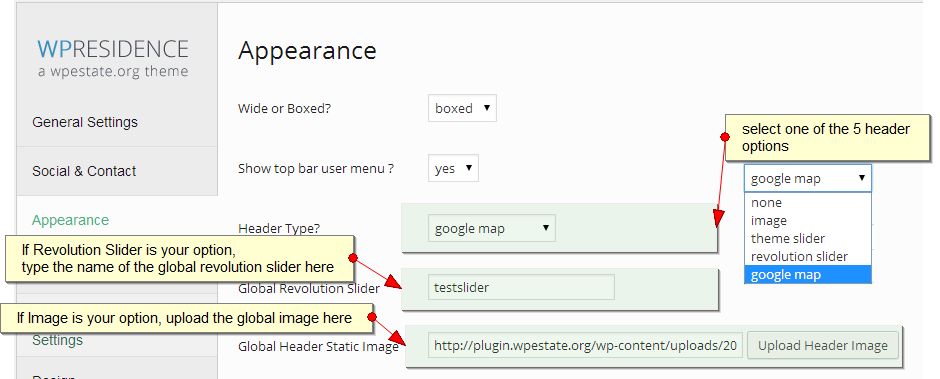 WPRESIDENCE
a wpestate.org theme
General Settings
Social & Contact
Appearance
Settings
Appearance
Wide or Boxed?
boxed
Show top bar user menu ?
yes
Header Type?
google map
select one of the 5 header
options
google map
none
image
theme slider
revolution slider
google map
If Revolution Slider is your option,
type the name of the global revolution slider here
Global Revolution Slider
testslider
If Image is your option, upload the global image here
Global Header Static Image
http://plugin.wpestate.org/wp-content/uploads/20
Upload Header Image